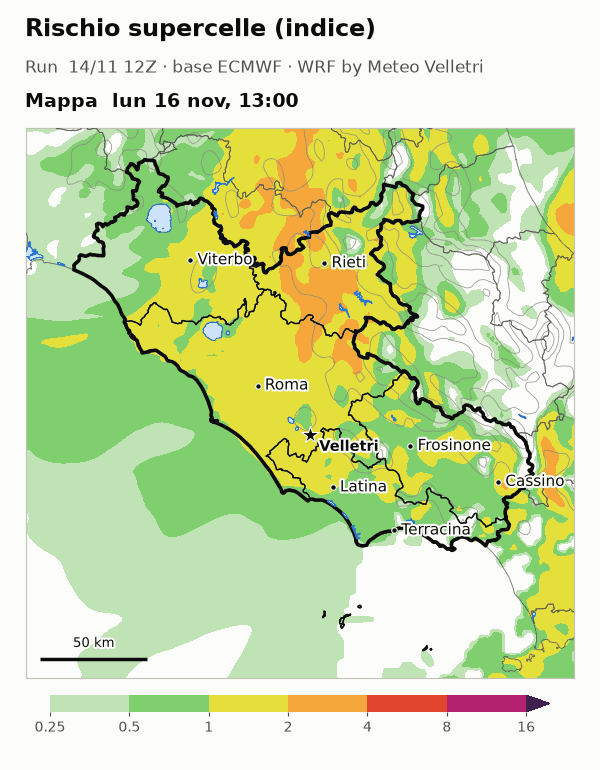 Rischio supercelle (indice)
Run  14/11 12Z · base ECMWF · WRF by Meteo Velletri
Mappa  lun 16 nov, 13:00
Viterbo
Rieti
Roma
Velletri
Frosinone
Cassino
Latina
Terracina
50 km
0.25 0.5 1 2 4 8 16